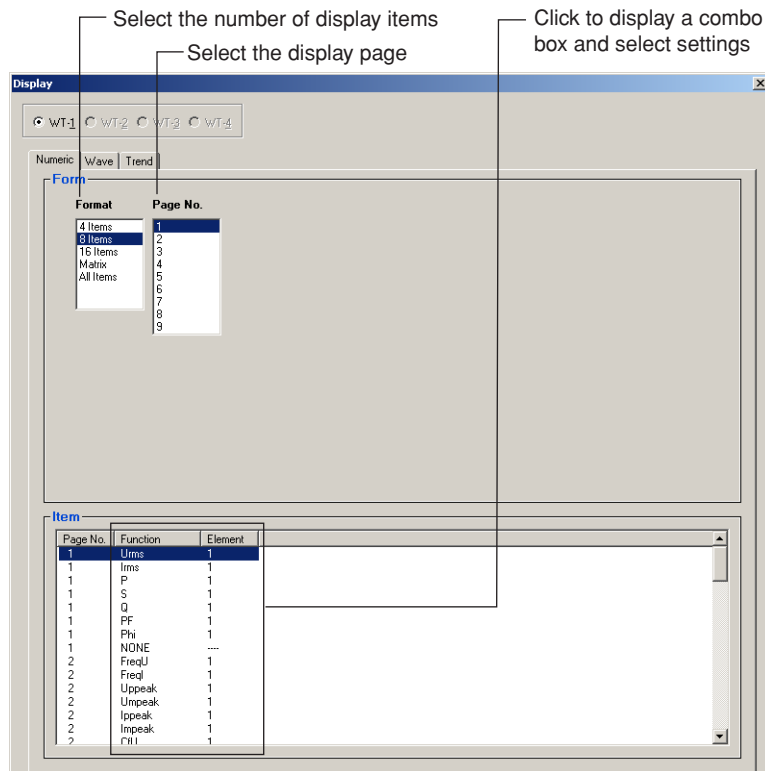 Select the number of display items
Select the display page
Click to display a combo
box and select settings
Display
WT-1 WT-2 WT-3 WT-4
Numeric Wave Trend
Form
Format Page No.
4 Items 1
8 Items 2
16 Items 3
Matrix 4
All Items 5
6
7
8
9
Item
Page No. Function Element
1 Urms 1
1 Irms 1
1 P 1
1 S 1
1 Q 1
1 PF 1
1 Phi 1
1 NONE ----
2 FreqU 1
2 FreqI 1
2 Uppeak 1
2 Umpeak 1
2 Ippeak 1
2 Impeak 1
2 CfU 1